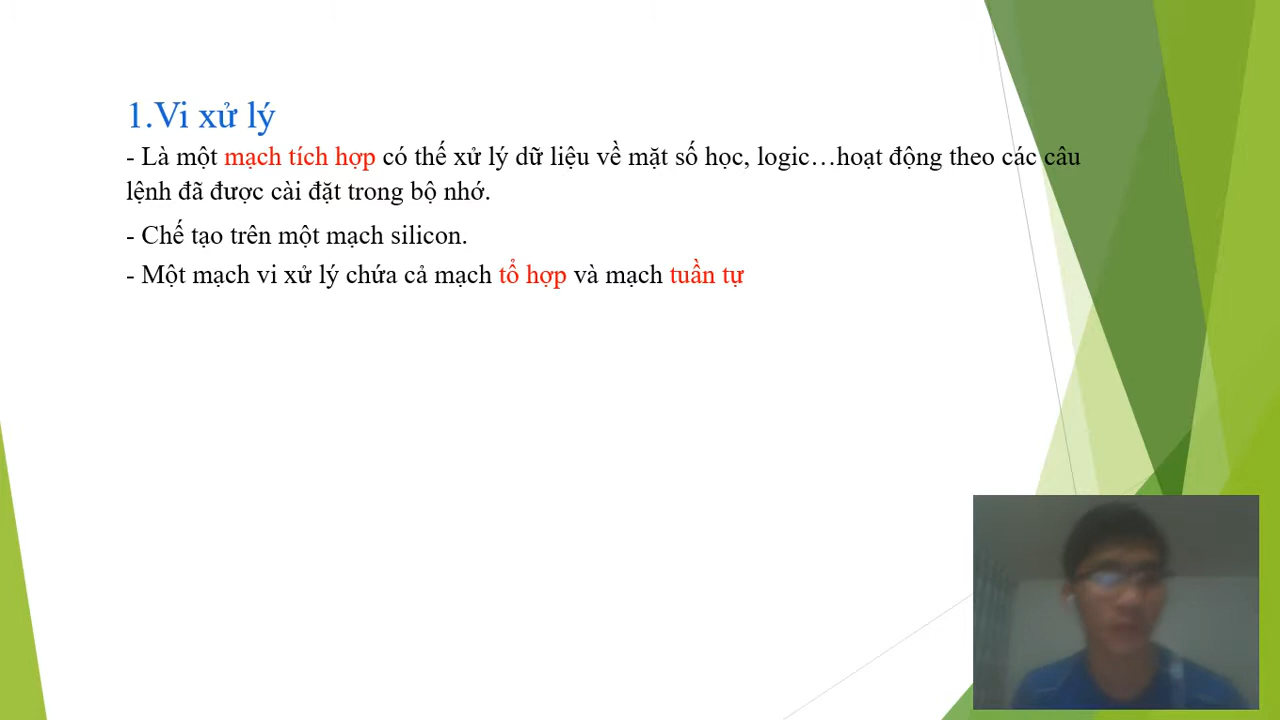 1.Vi xử lý
- Là một mạch tích hợp có thể xử lý dữ liệu về mặt số học, logic…hoạt động theo các câu
lệnh đã được cài đặt trong bộ nhớ.
- Chế tạo trên một mạch silicon.
- Một mạch vi xử lý chứa cả mạch tổ hợp và mạch tuần tự